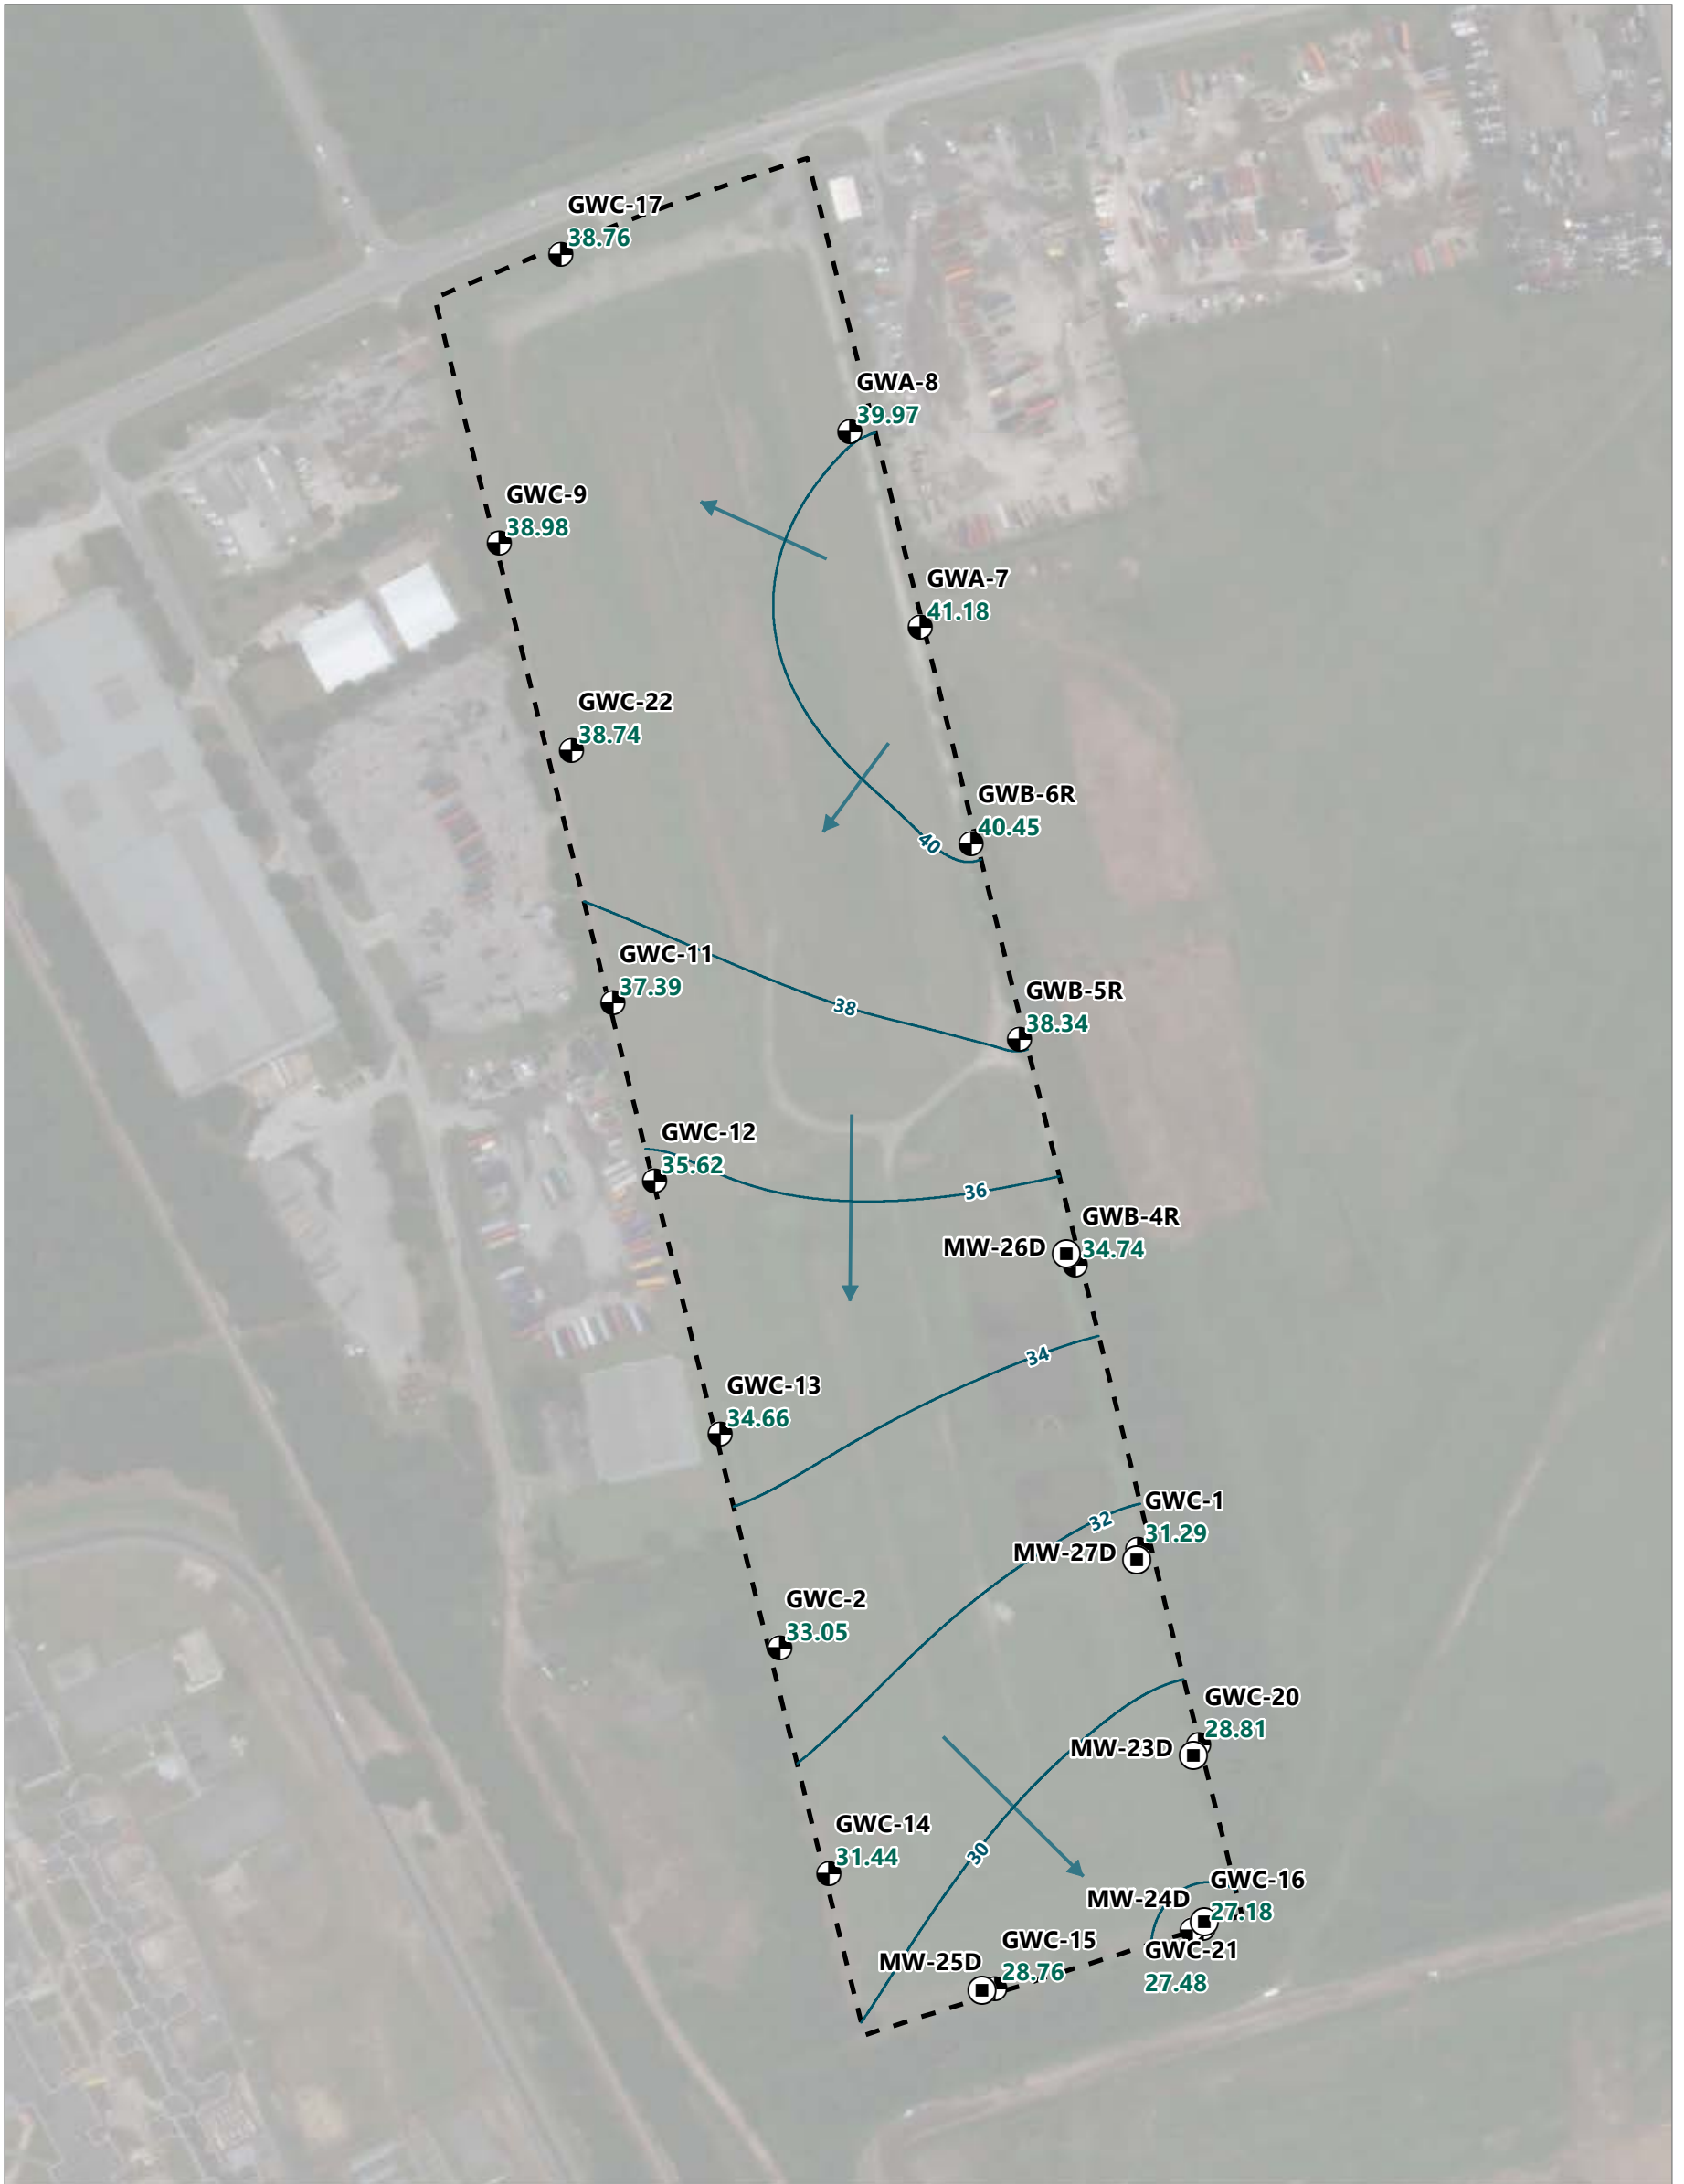 GWC-17
38.76
GWA-8
39.97
GWC-9
38.98
GWA-7
41.18
GWC-22
38.74
GWB-6R
40.45
40
GWC-11
37.39
38
GWB-5R
38.34
GWC-12
35.62
36
GWB-4R
MW-26D
34.74
34
GWC-13
34.66
GWC-1
32
31.29
MW-27D
GWC-2
33.05
GWC-20
28.81
MW-23D
GWC-14
31.44
30
GWC-16
MW-24D
27.18
GWC-15
GWC-21
MW-25D
28.76
27.48